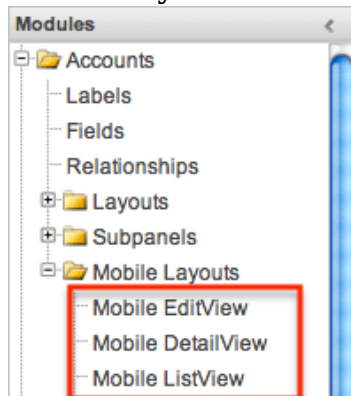 Modules
Accounts
Labels
Fields
Relationships
Layouts
Subpanels
Mobile Layouts
Mobile EditView
Mobile DetailView
Mobile ListView